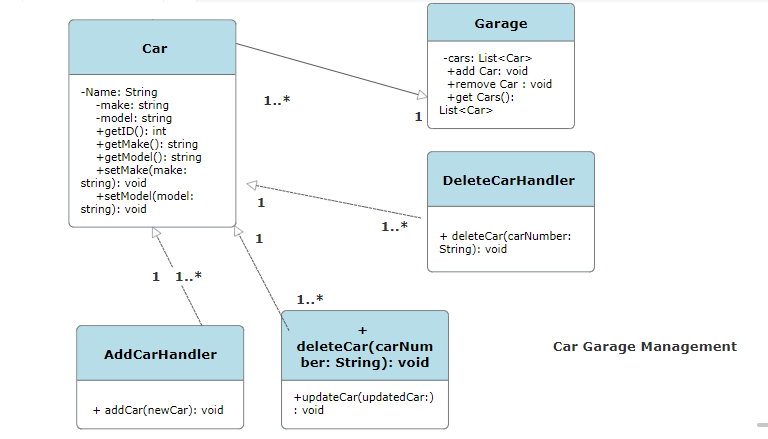 Car
-Name: String
-make: string
-model: string
+getID(): int
+getMake(): string
+getModel(): string
+setMake(make:
string): void
+setModel(model:
string): void
Garage
-cars: List<Car>
+add Car: void
+remove Car : void
+get Cars():
List<Car>
1..*
1
DeleteCarHandler
+ deleteCar(carNumber:
String): void
1
1..*
1
1 1..*
1..*
AddCarHandler
+ addCar(newCar): void
+
deleteCar(carNum
ber: String): void
+updateCar(updatedCar:)
: void
Car Garage Management